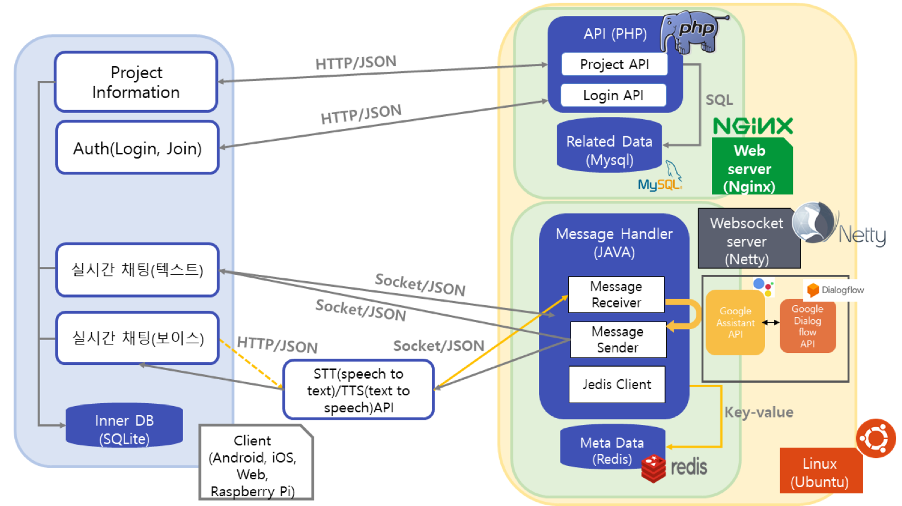 Project
Information
Auth(Login, Join)
실시간 채팅(텍스트)
실시간 채팅(보이스)
Inner DB
(SQLite)
Client
(Android, iOS,
Web,
Raspberry Pi)
HTTP/JSON
HTTP/JSON
Socket/JSON
Socket/JSON
HTTP/JSON
Socket/JSON
STT(speech to
text)/TTS(text to
speech)API
API (PHP)
php
Project API
Login API
SQL
Related Data
(Mysql)
MySQL
NGINX
Web
server
(Nginx)
Message Handler
(JAVA)
Message
Receiver
Message
Sender
Jedis Client
Key-value
Meta Data
(Redis)
redis
Websocket
server
(Netty)
Netty
Dialogflow
Google
Assistant
API
Google
Dialog
flow
API
Linux
(Ubuntu)